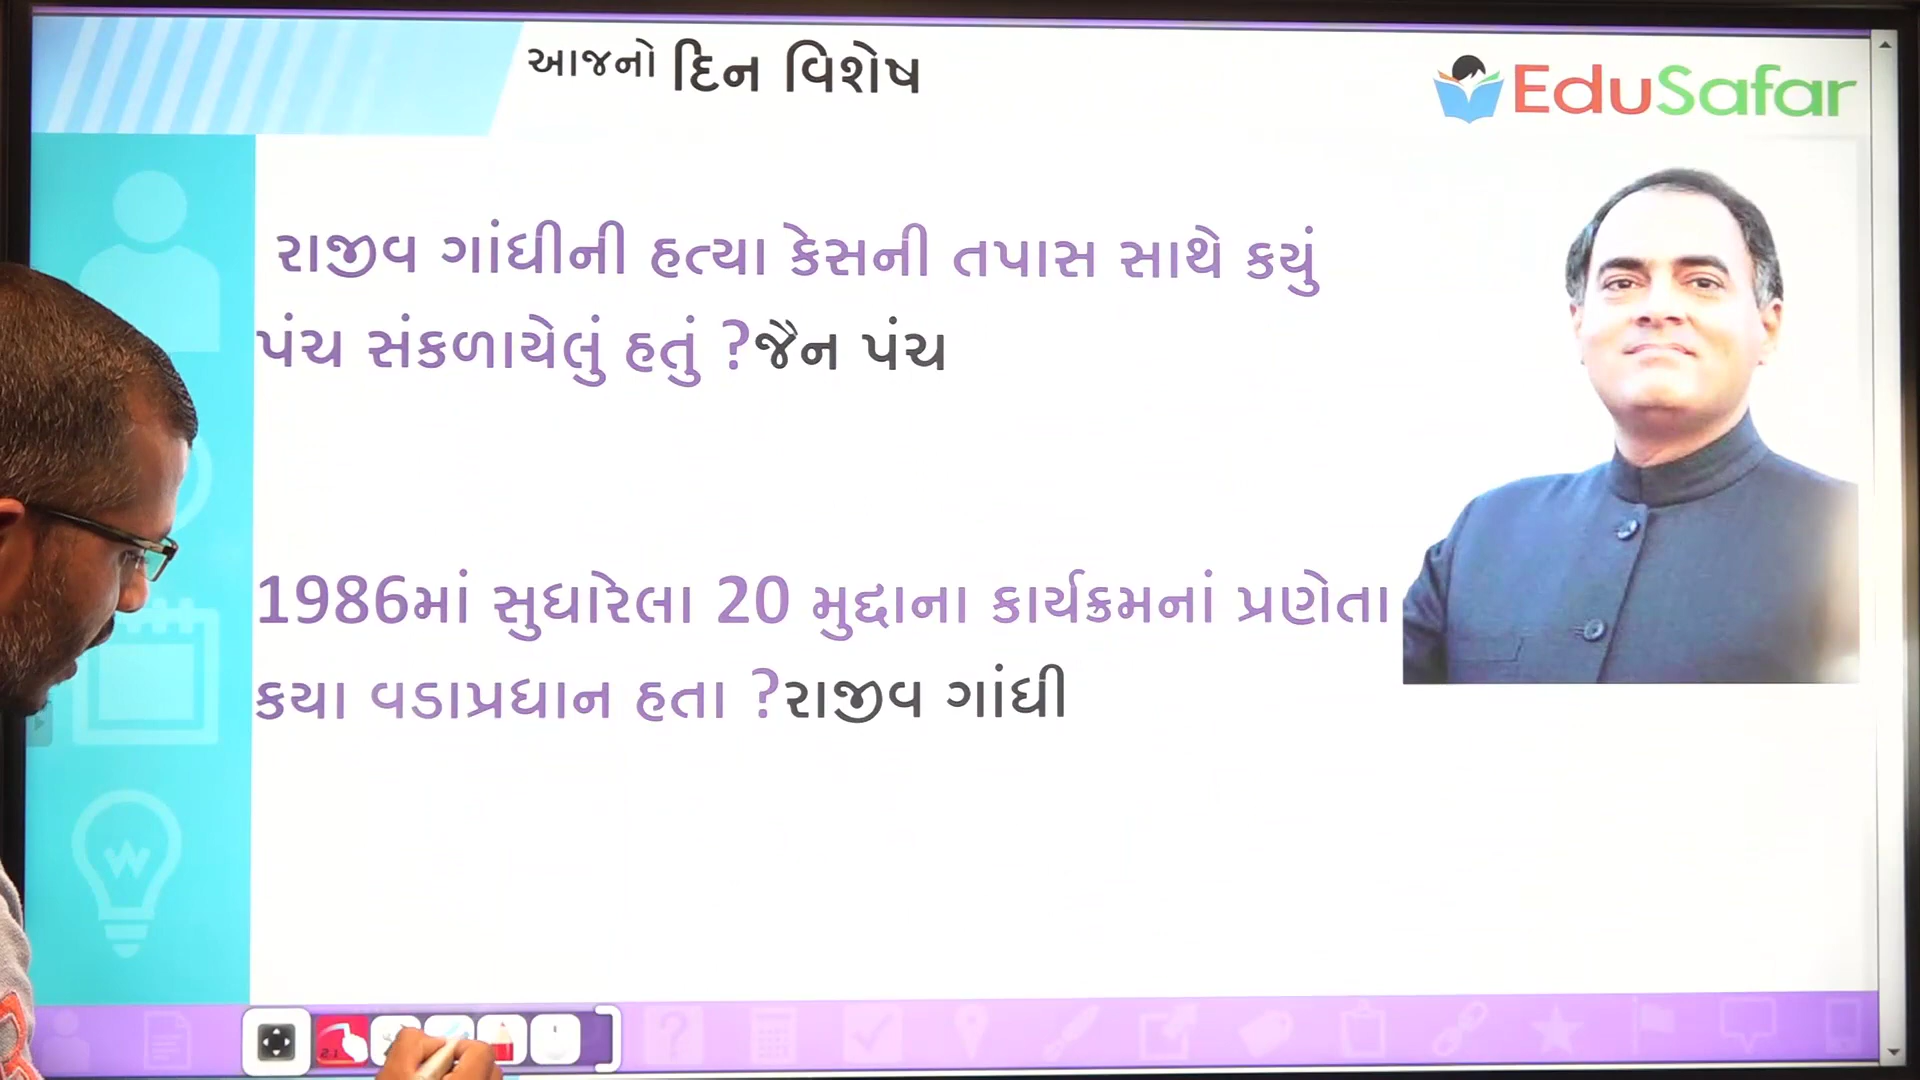 આજનો દિન વિશેષ
EduSafar
રાજીવ ગાંધીની હત્યા કેસની તપાસ સાથે કયું
પંચ સંકળાયેલું હતું ?જૈન પંચ
1986માં સુધારેલા 20 મુદ્દાના કાર્યક્રમનાં પ્રણેતા
કયા વડાપ્રધાન હતા ?રાજીવ ગાંધી